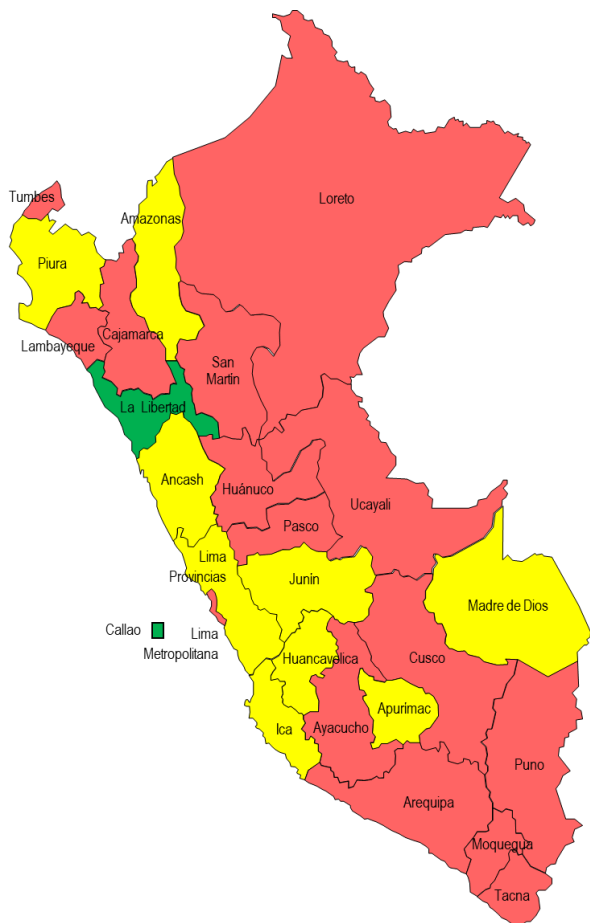 Loreto
Tumbes
Amazonas
Piura
Cajamarca
Lambayeque
San
Martin
La Libertad
Ancash
Huánuco
Ucayali
Pasco
Lima
Provincias
Junín
Madre de Dios
Callao
Lima
Metropolitana
Huancavelica
Cusco
Apurímac
Ica
Ayacucho
Puno
Arequipa
Moquegua
Tacna